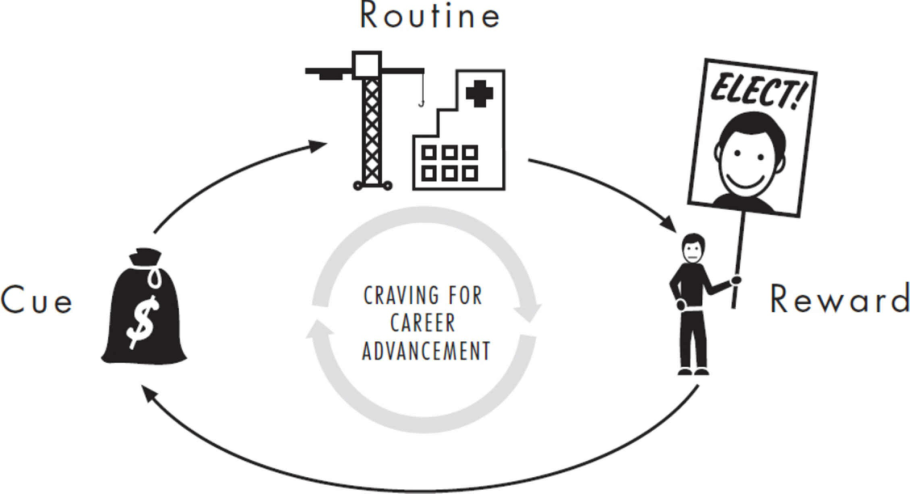 Routine
ELECT!
Cue
$
CRAVING FOR
CAREER
ADVANCEMENT
Reward